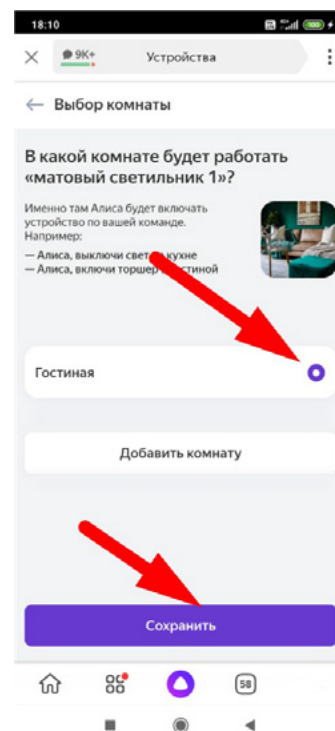 18:10
9K+ Устройства
Выбор комнаты
В какой комнате будет работать
«матовый светильник 1»?
Именно там Алиса будет включать
устройство по вашей команде.
Например:
— Алиса, выключи свет кухне
— Алиса, включи торшер стиной
Гостиная
Добавить комнату
Сохранить
58